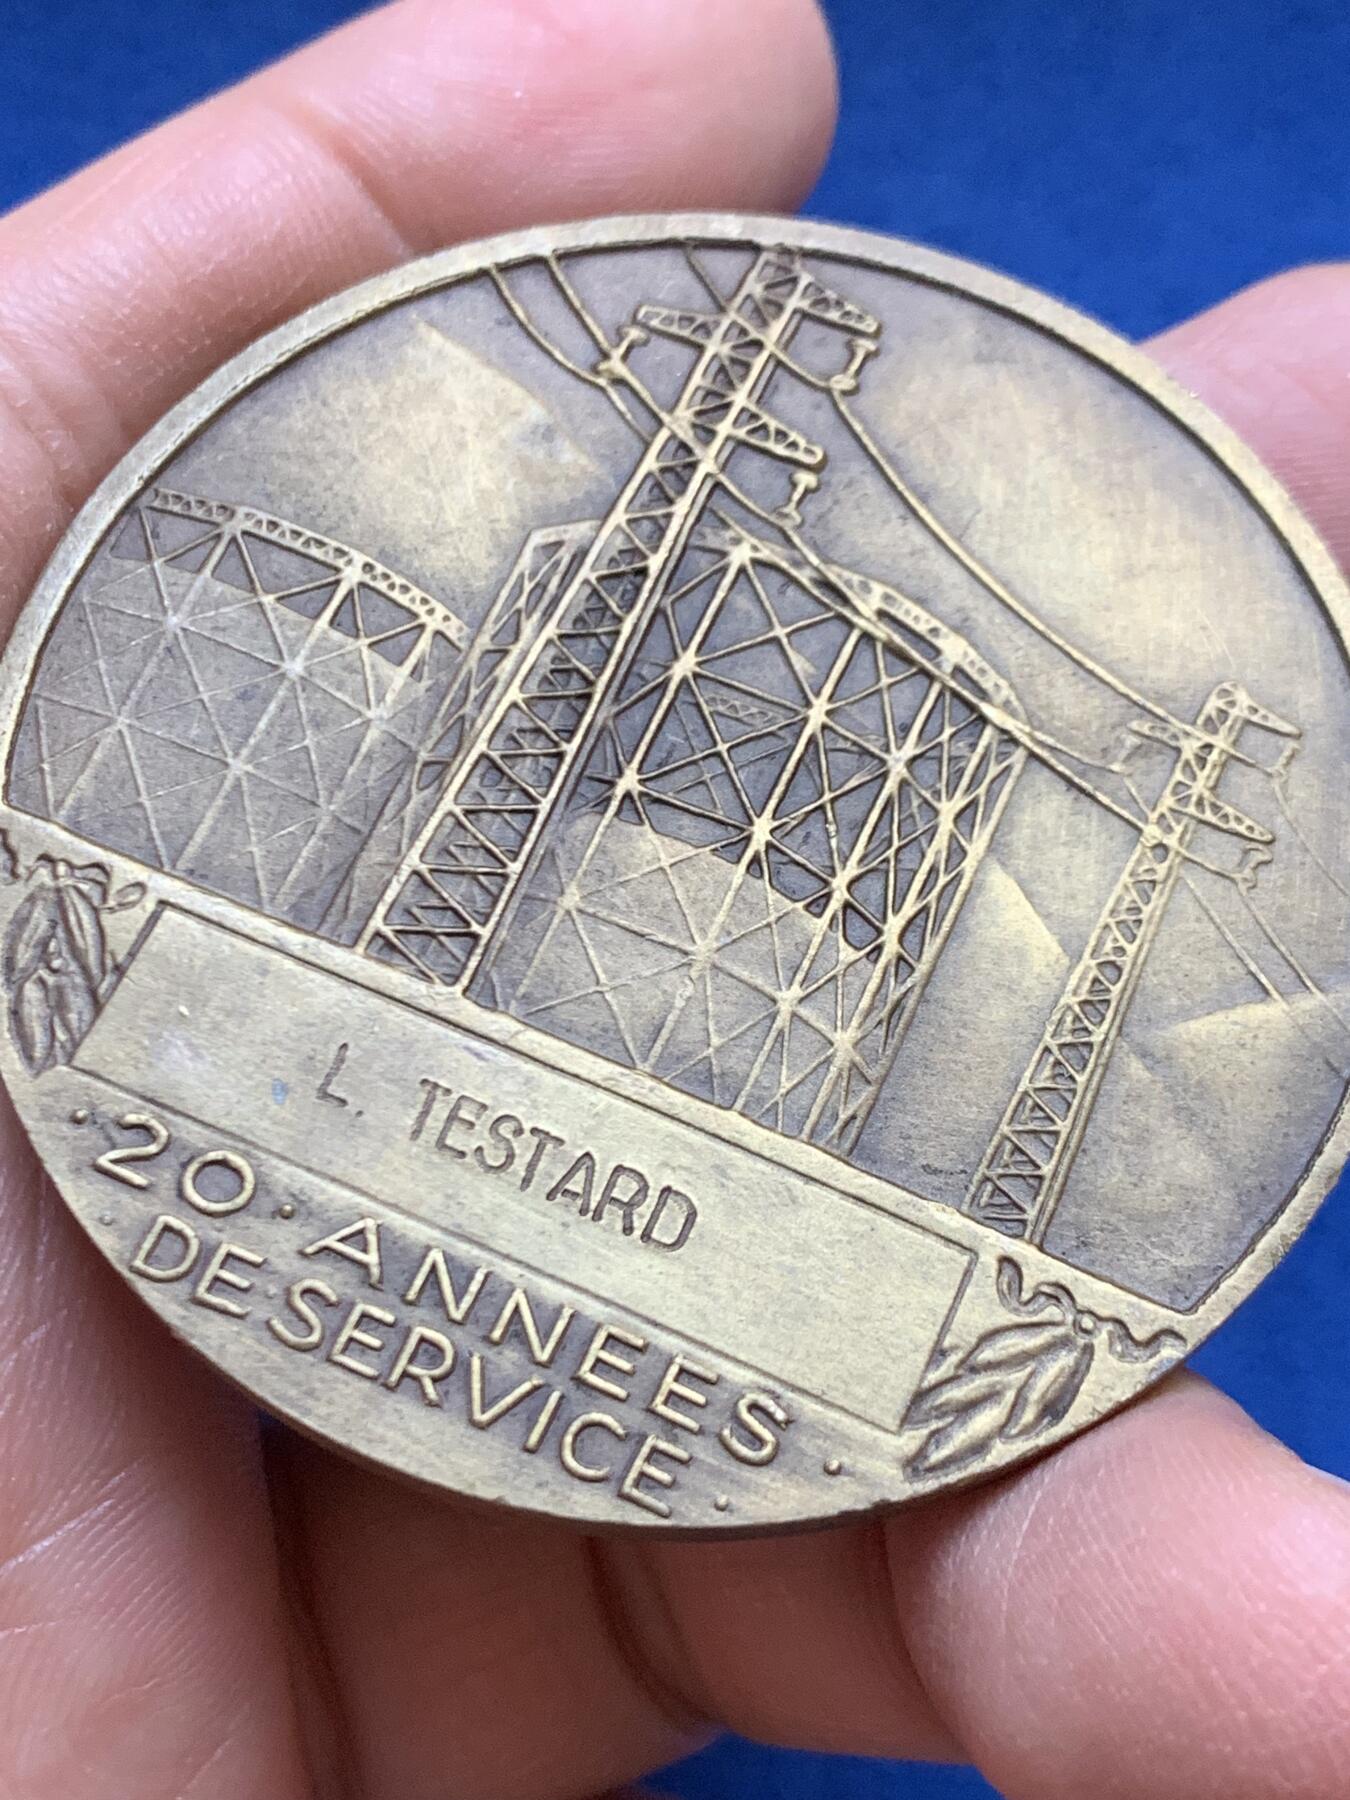 L. TESTARD
·20·ANNEES·
·DE·SERVICE·